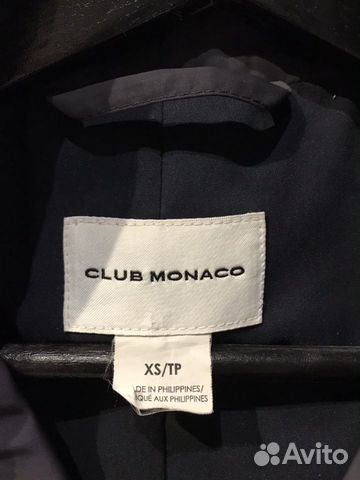 CLUB MONACO
XS/TP
DE IN PHILIPPINES/
IQUÉ AUX PHILIPPINES
Avito